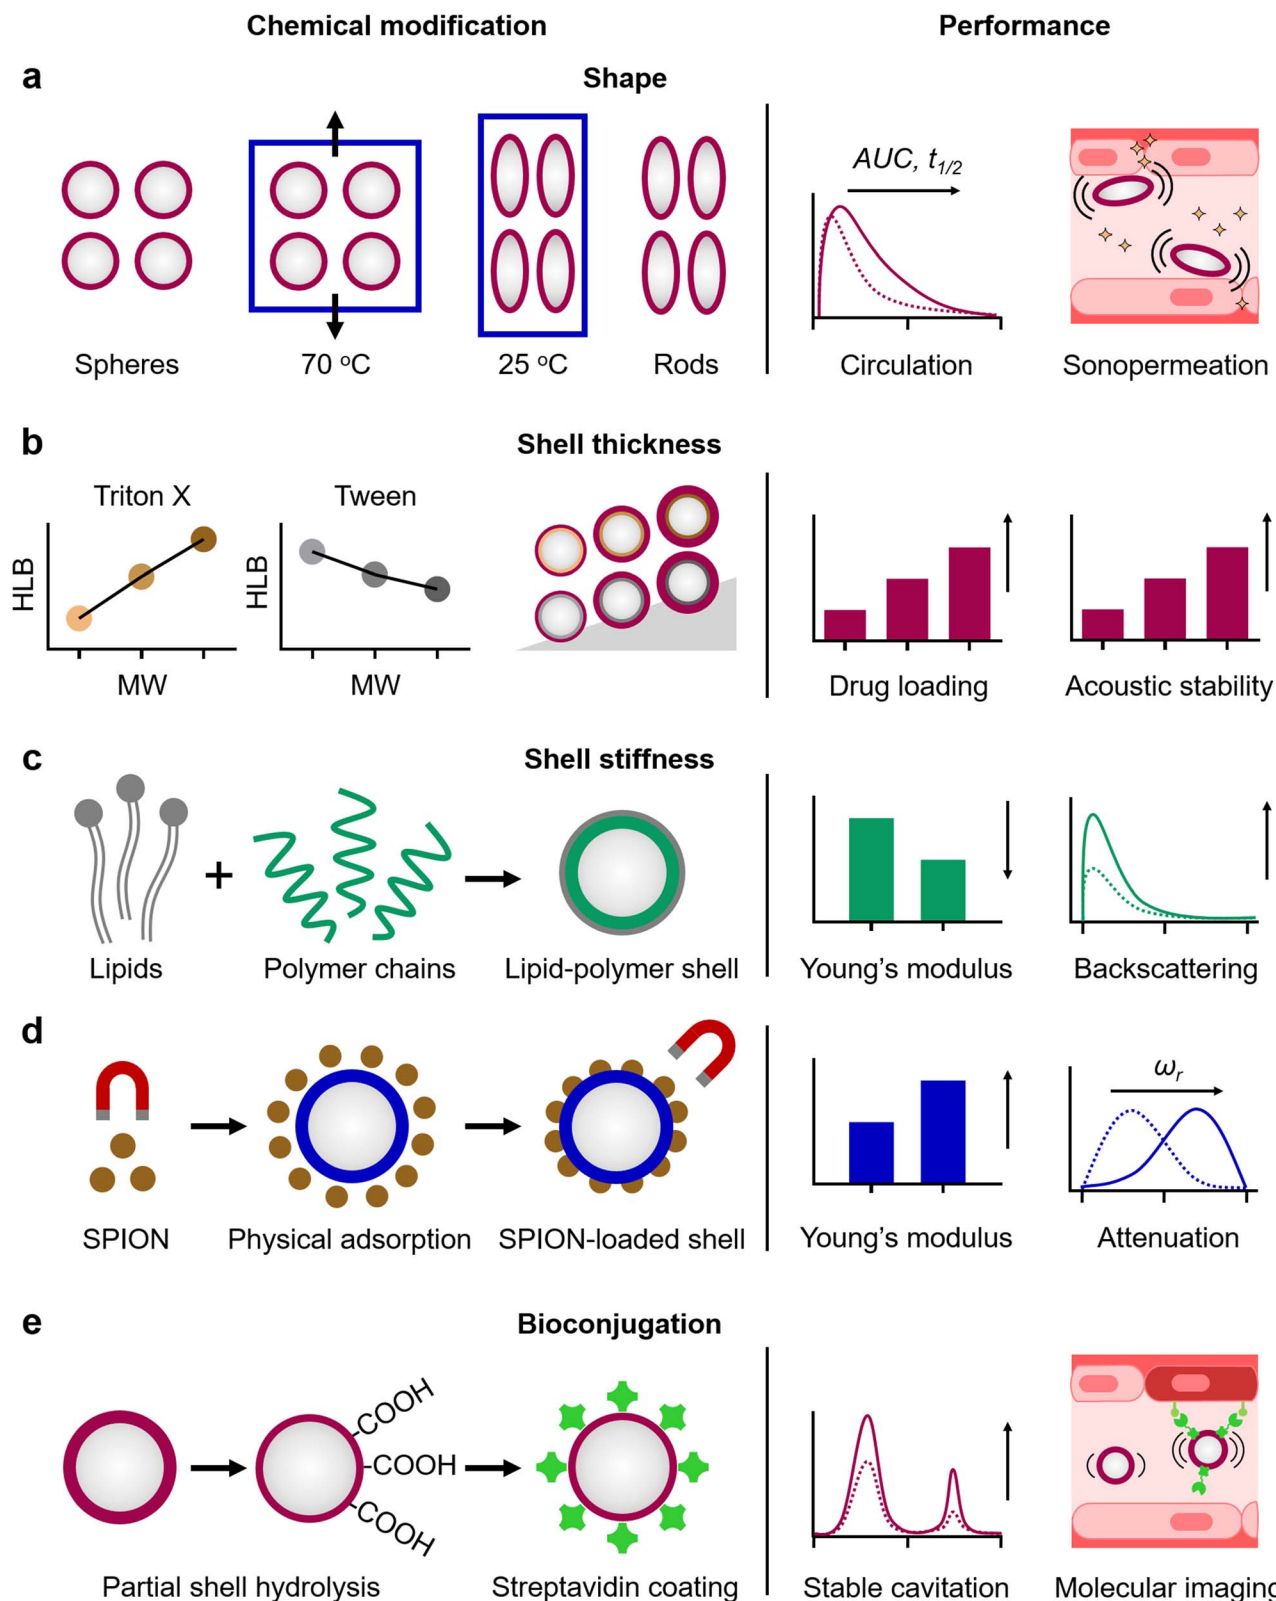 Chemical modification
Performance
a
Shape
AUC, t1/2
Spheres
70 °C
25 °C
Rods
Circulation
Sonopermeation
b
Shell thickness
Triton X
Tween
HLB
HLB
MW
MW
Drug loading
Acoustic stability
c
Shell stiffness
+
Lipids
Polymer chains
Lipid-polymer shell
Young's modulus
Backscattering
d
ωr
SPION
Physical adsorption
SPION-loaded shell
Young's modulus
Attenuation
e
Bioconjugation
-COOH
-COOH
-COOH
Partial shell hydrolysis
Streptavidin coating
Stable cavitation
Molecular imaging